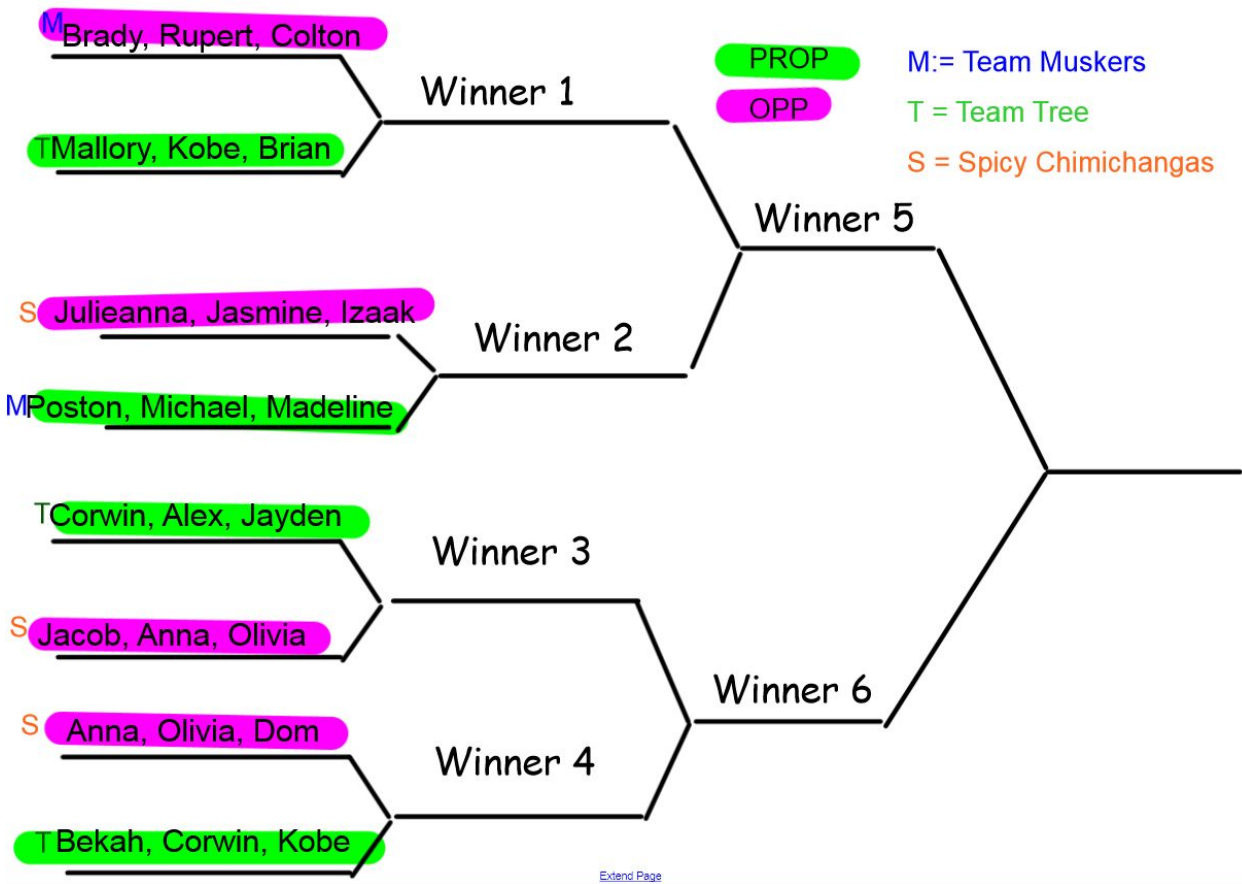 M Brady, Rupert, Colton
Winner 1
T Mallory, Kobe, Brian
PROP
OPP
M:= Team Muskers
T = Team Tree
S = Spicy Chimichangas
Winner 5
S Julieanna, Jasmine, Izaak
Winner 2
M Poston, Michael, Madeline
T Corwin, Alex, Jayden
Winner 3
S Jacob, Anna, Olivia
Winner 6
S Anna, Olivia, Dom
Winner 4
T Bekah, Corwin, Kobe
Extend Page